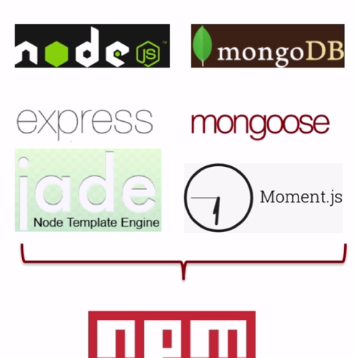 node JS
mongoDB
express
mongoose
jade
Node Template Engine
Moment.js
npm